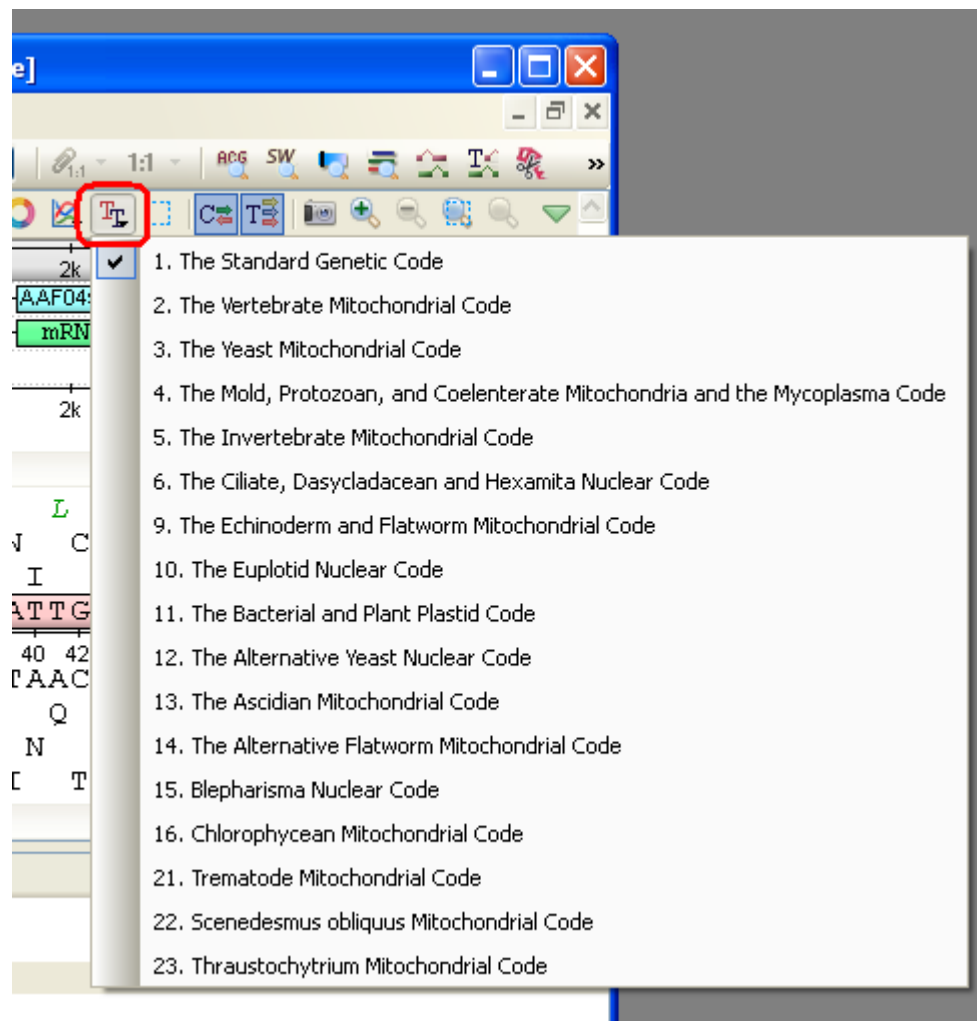 e]
1:1 1:1 ACG SW T »
T T C T
2k
1. The Standard Genetic Code
AAF04
2. The Vertebrate Mitochondrial Code
mRN
3. The Yeast Mitochondrial Code
2k
4. The Mold, Protozoan, and Coelenterate Mitochondria and the Mycoplasma Code
5. The Invertebrate Mitochondrial Code
6. The Ciliate, Dasycladacean and Hexamita Nuclear Code
L
9. The Echinoderm and Flatworm Mitochondrial Code
C
10. The Euplotid Nuclear Code
I
11. The Bacterial and Plant Plastid Code
ATTG
40 42
12. The Alternative Yeast Nuclear Code
TAAC
13. The Ascidian Mitochondrial Code
Q
14. The Alternative Flatworm Mitochondrial Code
N
15. Blepharisma Nuclear Code
I T
16. Chlorophycean Mitochondrial Code
21. Trematode Mitochondrial Code
22. Scenedesmus obliquus Mitochondrial Code
23. Thraustochytrium Mitochondrial Code